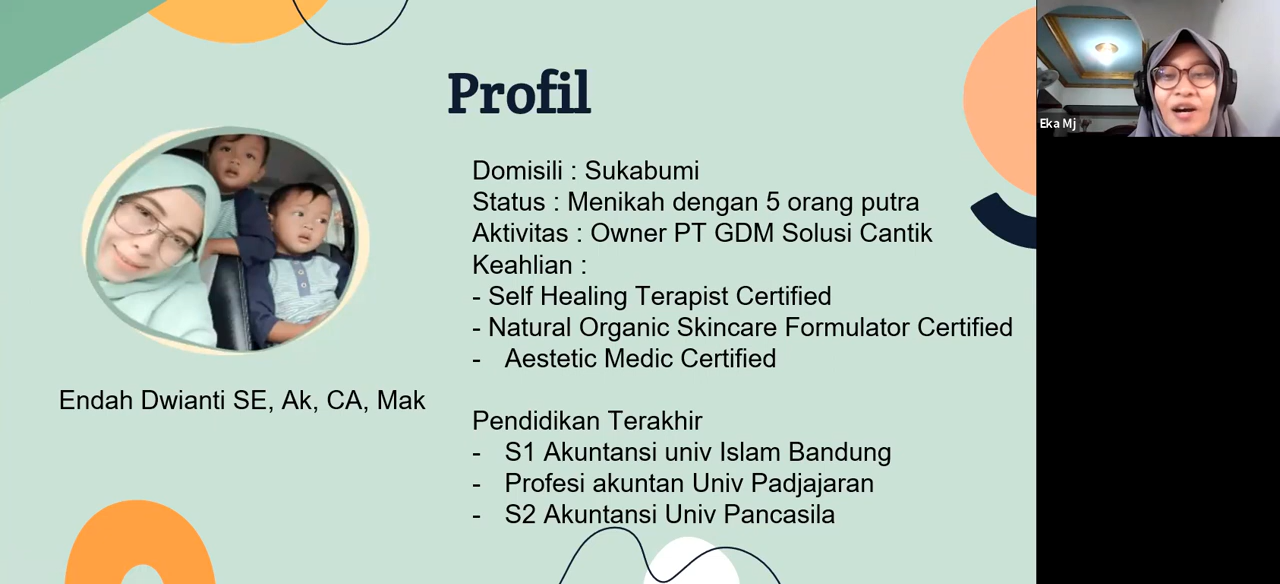 Profil
Domisili : Sukabumi
Status : Menikah dengan 5 orang putra
Aktivitas : Owner PT GDM Solusi Cantik
Keahlian :
- Self Healing Terapist Certified
- Natural Organic Skincare Formulator Certified
- Aestetic Medic Certified
Endah Dwianti SE, Ak, CA, Mak
Pendidikan Terakhir
- S1 Akuntansi univ Islam Bandung
- Profesi akuntan Univ Padjajaran
- S2 Akuntansi Univ Pancasila
Eka Mj